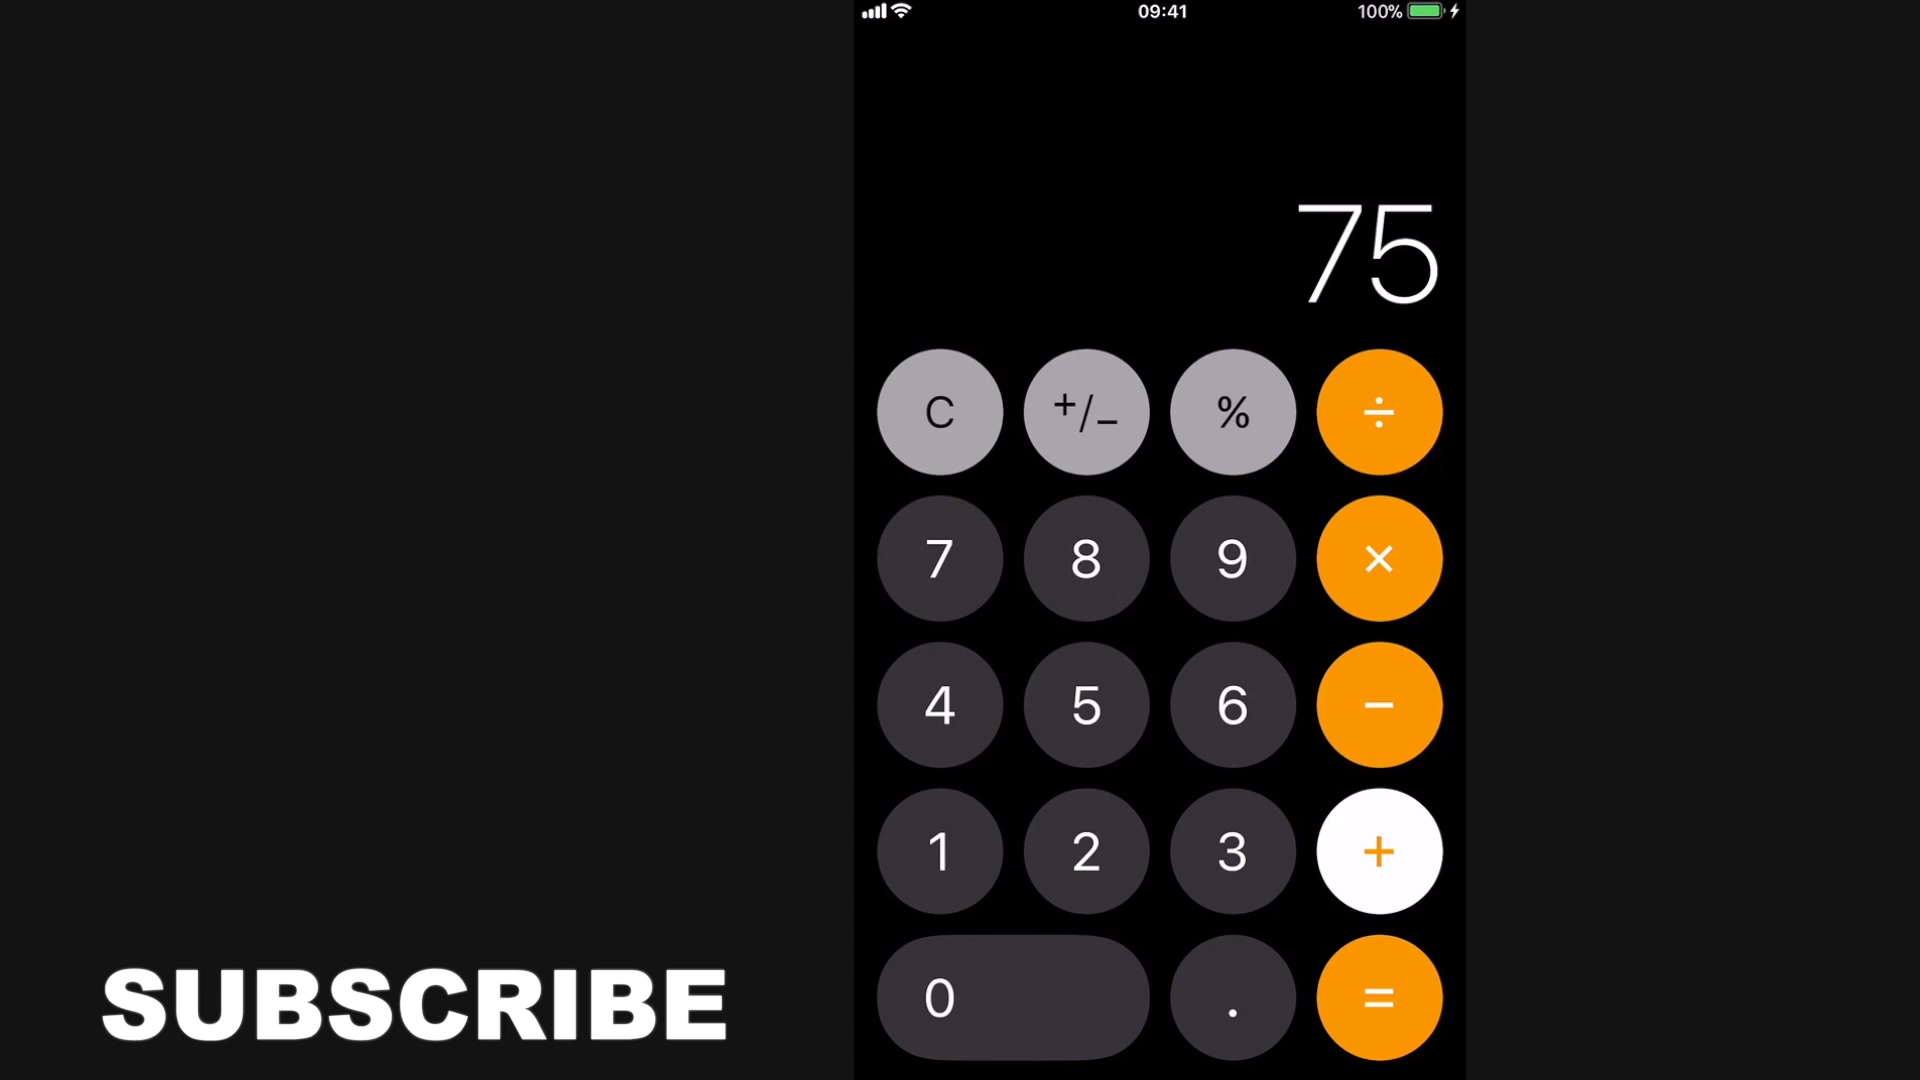 09:41 100%
75
C +/− % ÷
7 8 9 ×
4 5 6 −
1 2 3 +
0 . =
SUBSCRIBE